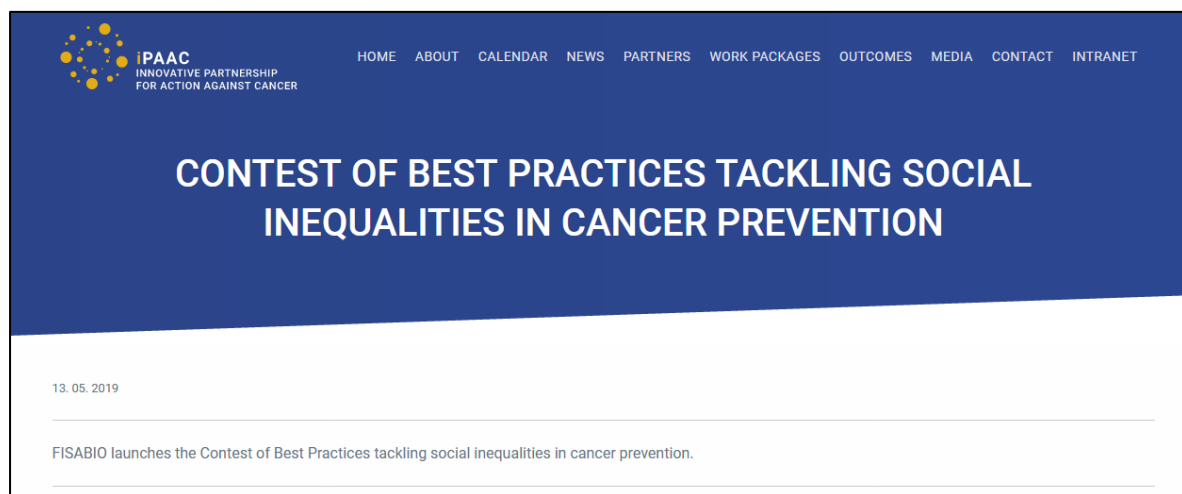 iPAAC
INNOVATIVE PARTNERSHIP
FOR ACTION AGAINST CANCER
HOME ABOUT CALENDAR NEWS PARTNERS WORK PACKAGES OUTCOMES MEDIA CONTACT INTRANET
CONTEST OF BEST PRACTICES TACKLING SOCIAL
INEQUALITIES IN CANCER PREVENTION
13. 05. 2019
FISABIO launches the Contest of Best Practices tackling social inequalities in cancer prevention.